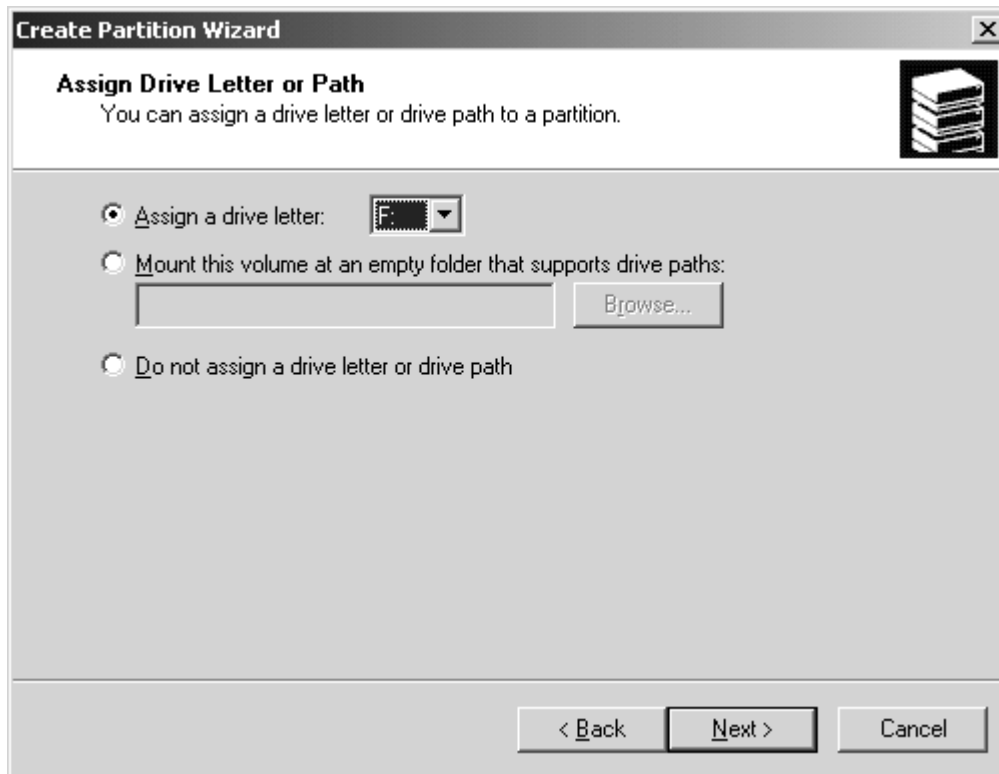 Create Partition Wizard
Assign Drive Letter or Path
You can assign a drive letter or drive path to a partition.
Assign a drive letter: F:
Mount this volume at an empty folder that supports drive paths:
Browse...
Do not assign a drive letter or drive path
< Back Next > Cancel